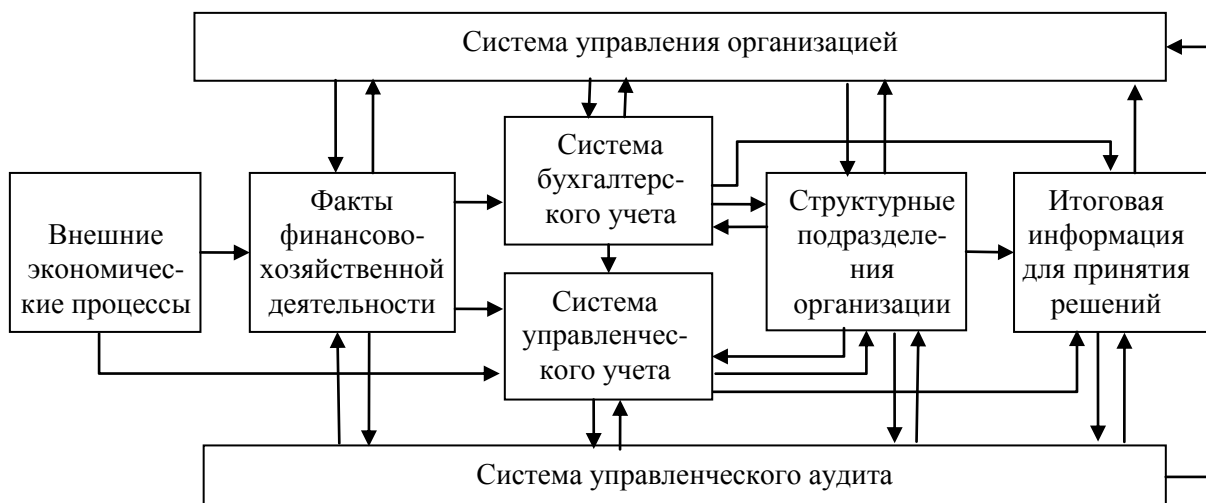 Система управления организацией
Система
бухгалтерс-
кого учета
Внешние
экономичес-
кие процессы
Факты
финансово-
хозяйственной
деятельности
Система
управленчес-
кого учета
Структурные
подразделе-
ния
организации
Итоговая
информация
для принятия
решений
Система управленческого аудита